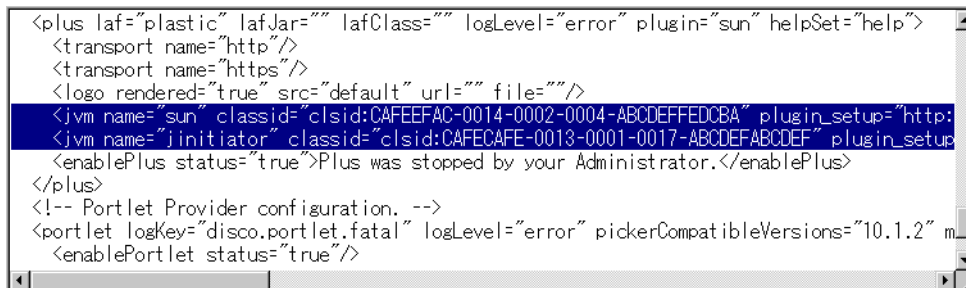 <plus laf="plastic" lafJar="" lafClass="" logLevel="error" plugin="sun" helpSet="help">
<transport name="http"/>
<transport name="https"/>
<logo rendered="true" src="default" url="" file=""/>
<jvm name="sun" classid="clsid:CAFEEFAC-0014-0002-0004-ABCDEFFEDCBA" plugin_setup="http:
<jvm name="jinitiator" classid="clsid:CAFECAFE-0013-0001-0017-ABCDEFABCDEF" plugin_setup
<enablePlus status="true">Plus was stopped by your Administrator.</enablePlus>
</plus>
<!-- Portlet Provider configuration. -->
<portlet logKey="disco.portlet.fatal" logLevel="error" pickerCompatibleVersions="10.1.2" m
<enablePortlet status="true"/>